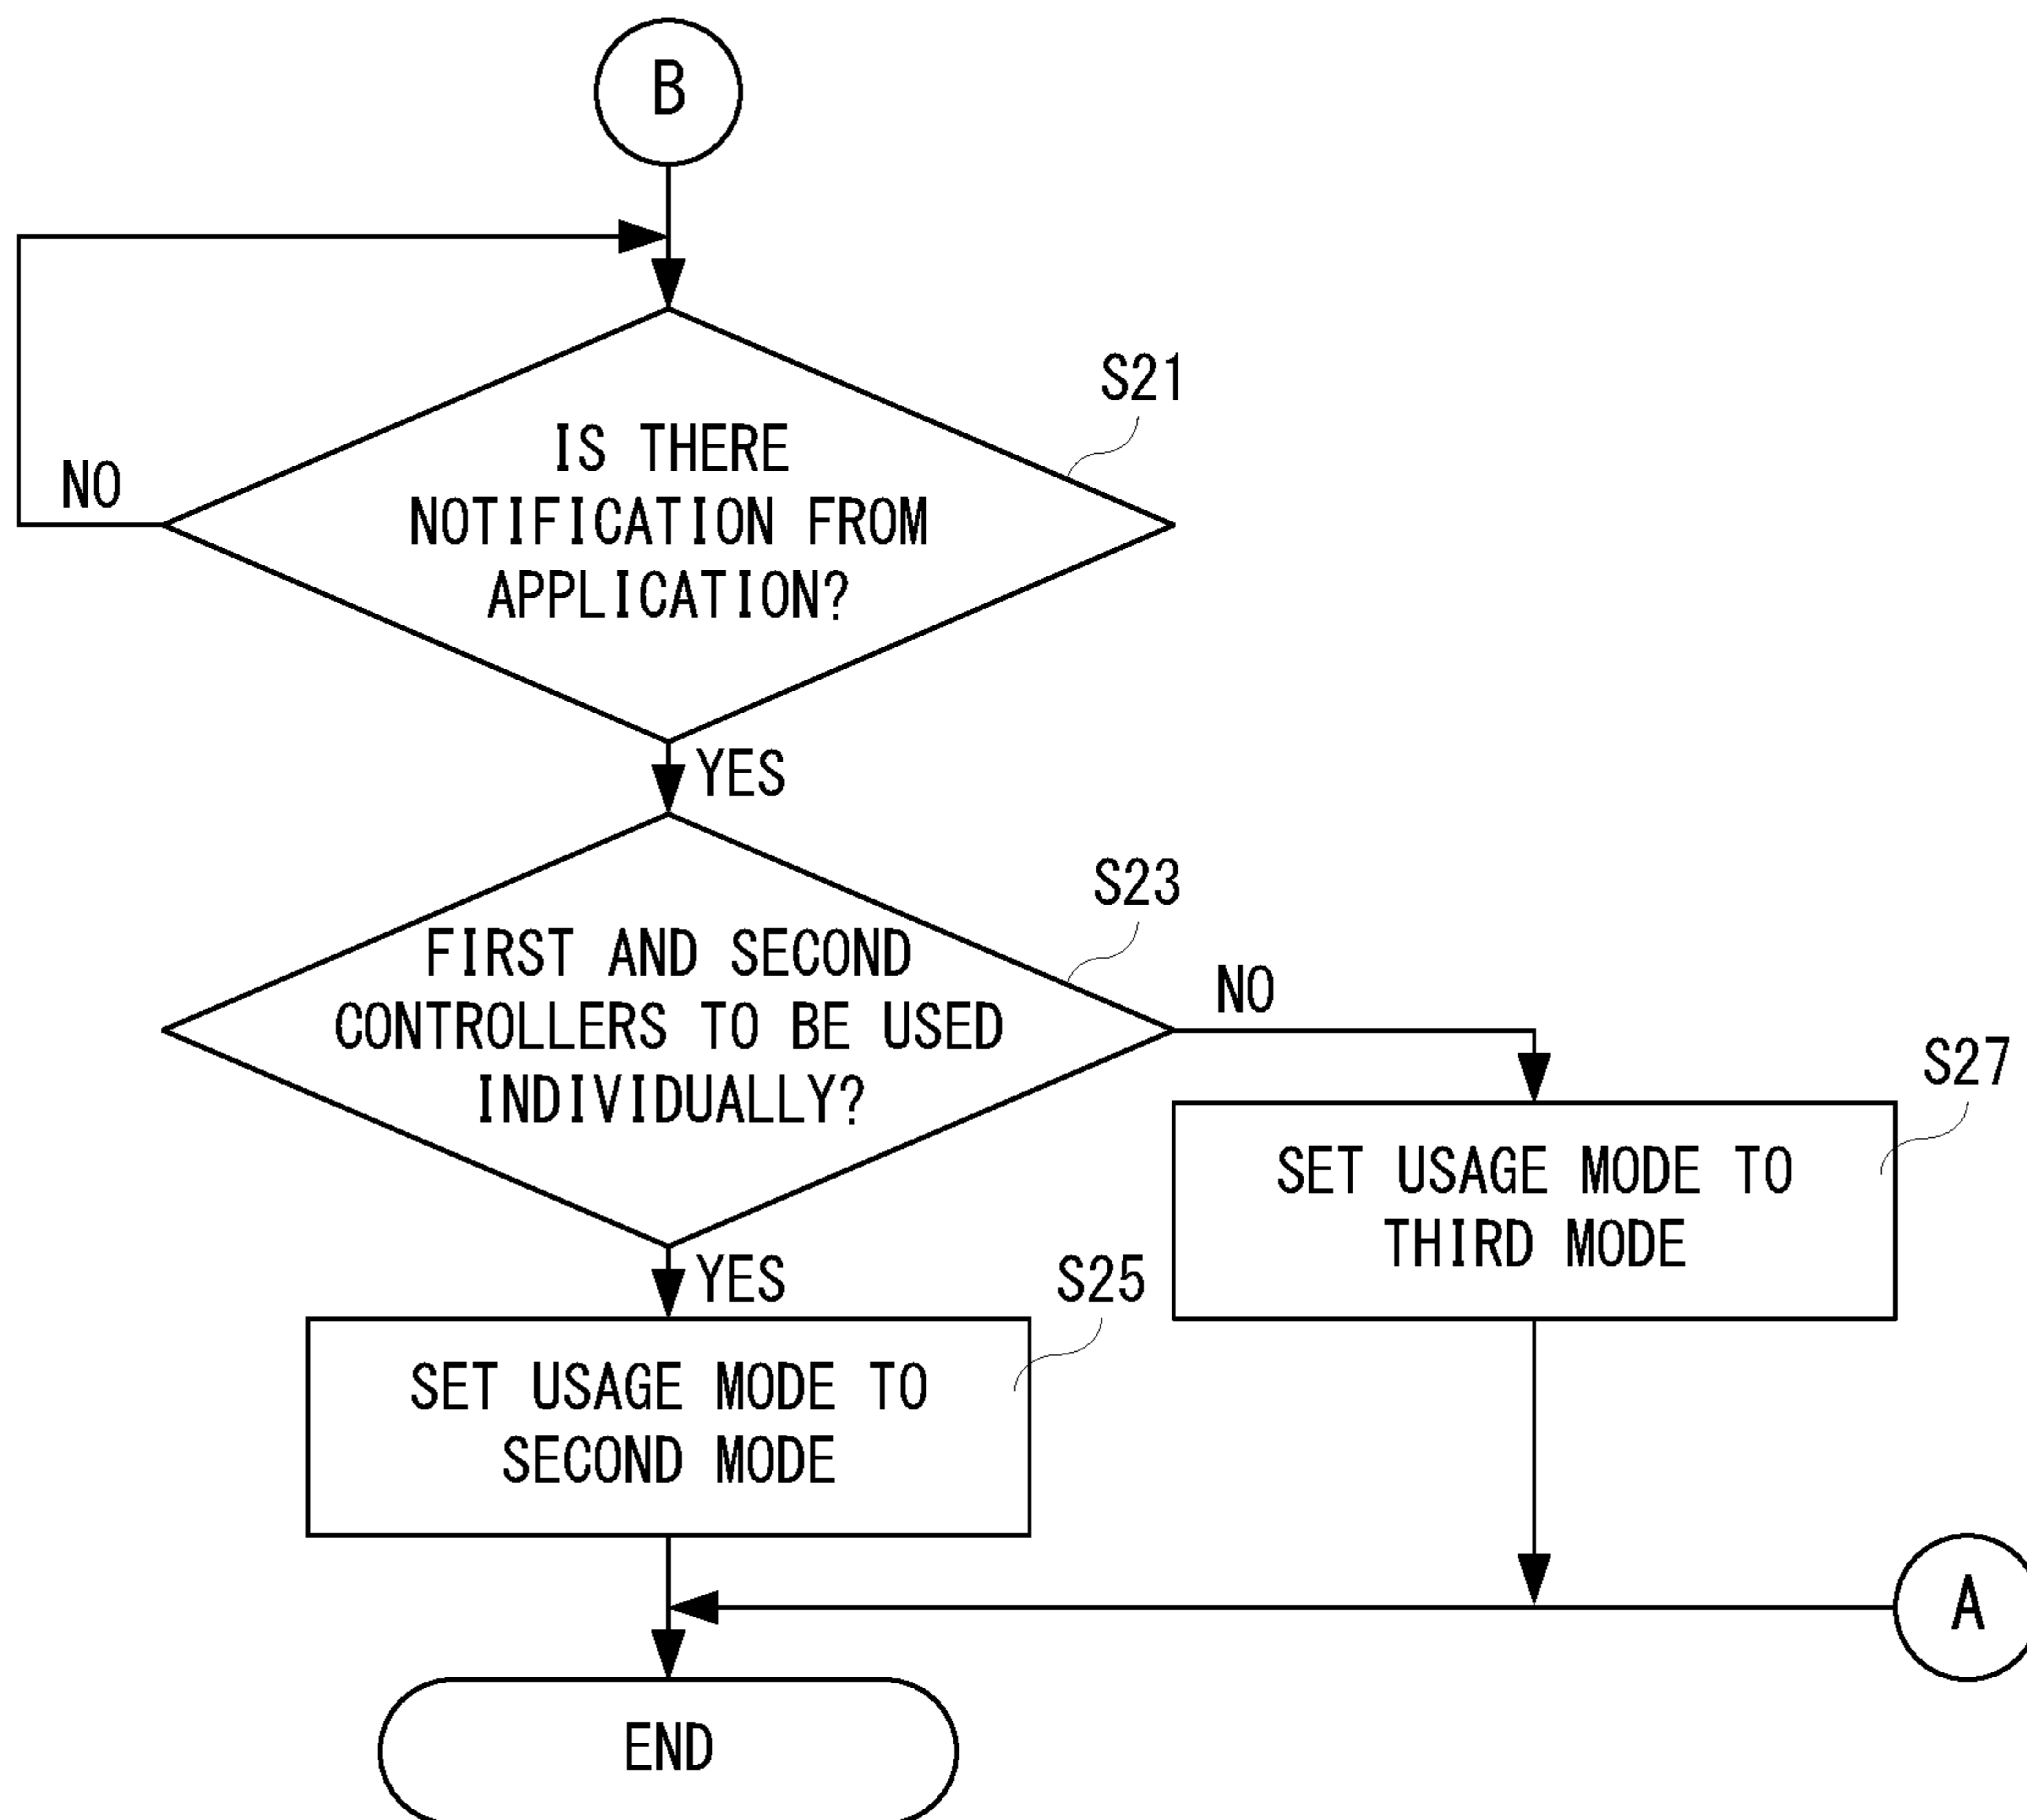 B
S21
IS THERE
NOTIFICATION FROM
APPLICATION?
NO
YES
S23
FIRST AND SECOND
CONTROLLERS TO BE USED
INDIVIDUALLY?
NO
S27
SET USAGE MODE TO
THIRD MODE
YES
S25
SET USAGE MODE TO
SECOND MODE
A
END